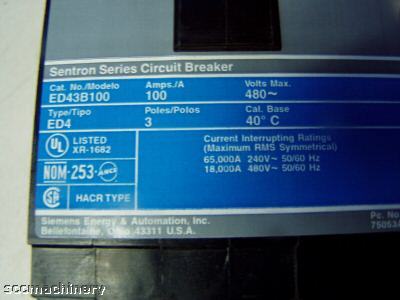 Sentron Series Circuit Breaker
Cat. No./Modelo Amps./A Volts Max.
ED43B100 100 480~
Type/Tipo Poles/Polos Cal. Base
ED4 3 40° C
UL LISTED
XR-1682
Current Interrupting Ratings
(Maximum RMS Symmetrical)
65,000A 240V~ 50/60 Hz
18,000A 480V~ 50/60 Hz
NOM-253-ANCE
HACR TYPE
Siemens Energy & Automation, Inc.
Bellefontaine, Ohio 43311 U.S.A.
Pc. No.
75053A
sccmachinery